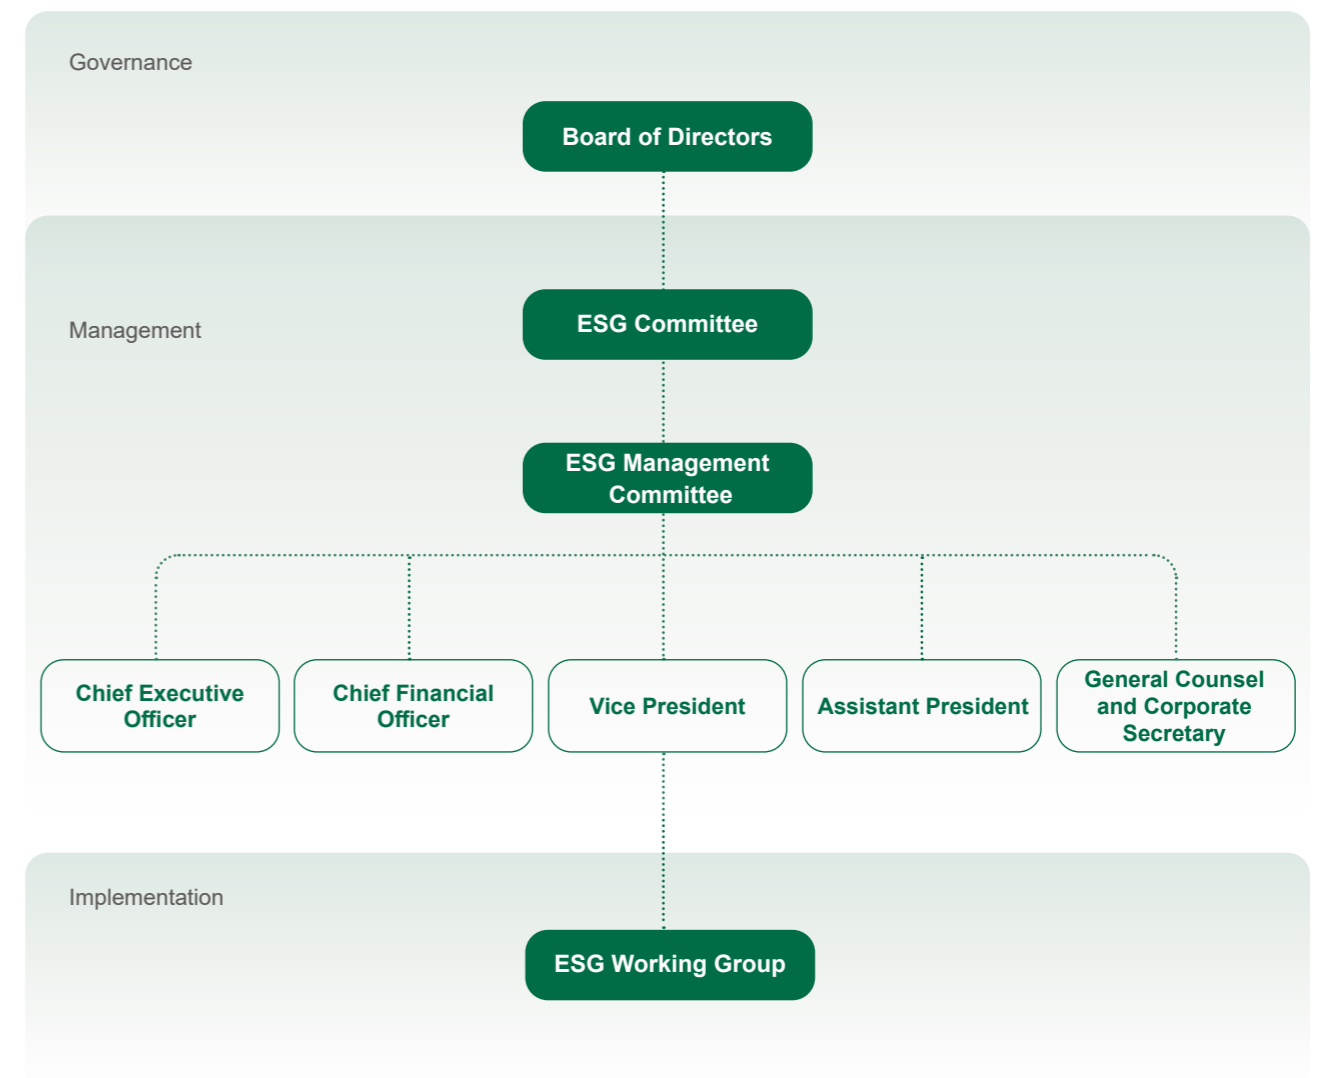 Governance
Board of Directors
Management
ESG Committee
ESG Management
Committee
Chief Executive
Officer
Chief Financial
Officer
Vice President
Assistant President
General Counsel
and Corporate
Secretary
Implementation
ESG Working Group